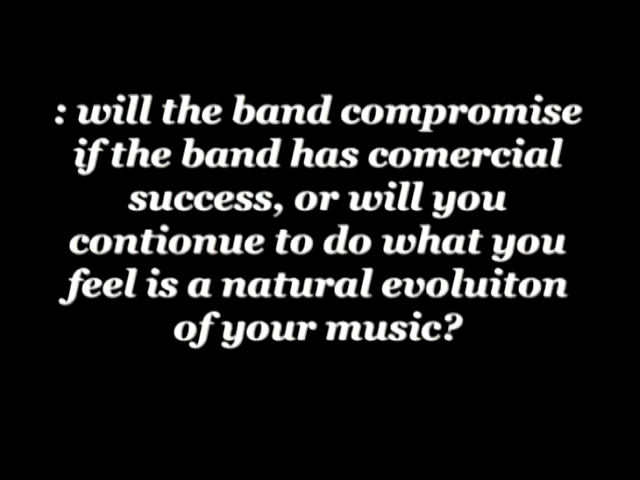 : will the band compromise
if the band has comercial
success, or will you
contionue to do what you
feel is a natural evoluiton
of your music?